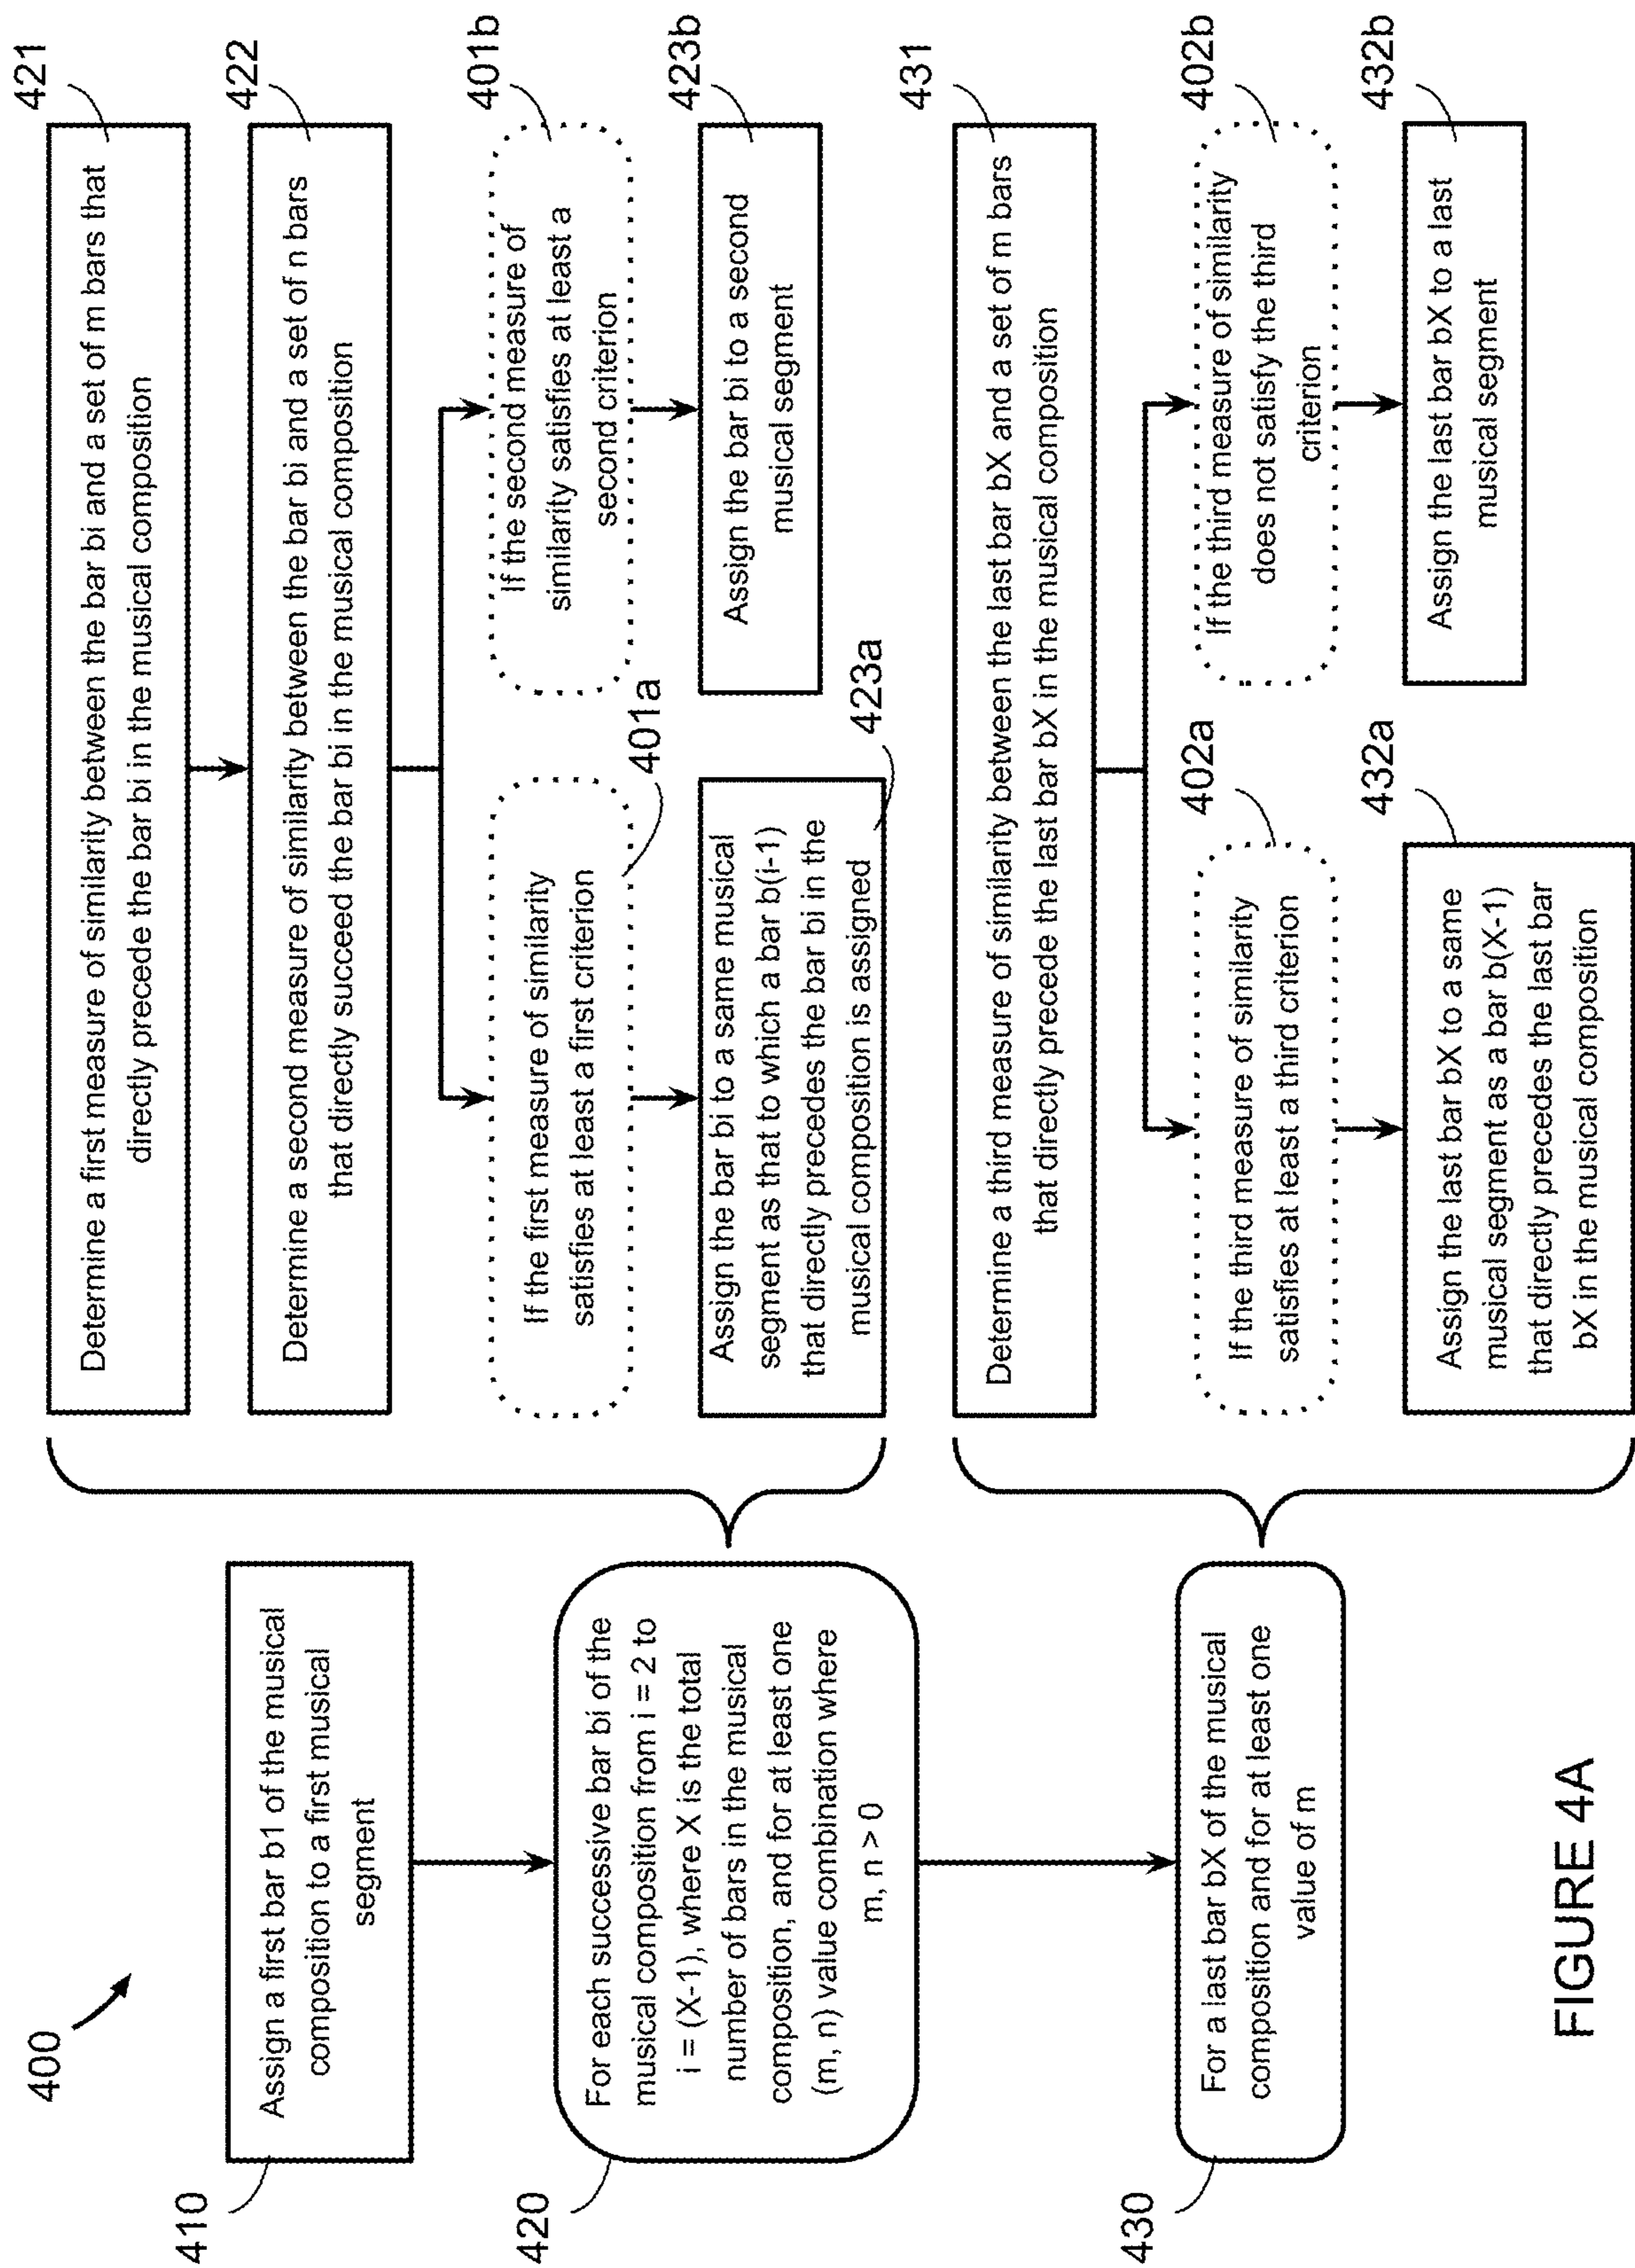 400
410
Assign a first bar b1 of the musical
composition to a first musical
segment
420
For each successive bar bi of the
musical composition from i = 2 to
i = (X-1), where X is the total
number of bars in the musical
composition, and for at least one
(m, n) value combination where
m, n > 0
430
For a last bar bX of the musical
composition and for at least one
value of m
421
Determine a first measure of similarity between the bar bi and a set of m bars that
directly precede the bar bi in the musical composition
422
Determine a second measure of similarity between the bar bi and a set of n bars
that directly succeed the bar bi in the musical composition
401a
If the first measure of similarity
satisfies at least a first criterion
401b
If the second measure of
similarity satisfies at least a
second criterion
423a
Assign the bar bi to a same musical
segment as that to which a bar b(i-1)
that directly precedes the bar bi in the
musical composition is assigned
423b
Assign the bar bi to a second
musical segment
431
Determine a third measure of similarity between the last bar bX and a set of m bars
that directly precede the last bar bX in the musical composition
402a
If the third measure of similarity
satisfies at least a third criterion
402b
If the third measure of similarity
does not satisfy the third
criterion
432a
Assign the last bar bX to a same
musical segment as a bar b(X-1)
that directly precedes the last bar
bX in the musical composition
432b
Assign the last bar bX to a last
musical segment
FIGURE 4A